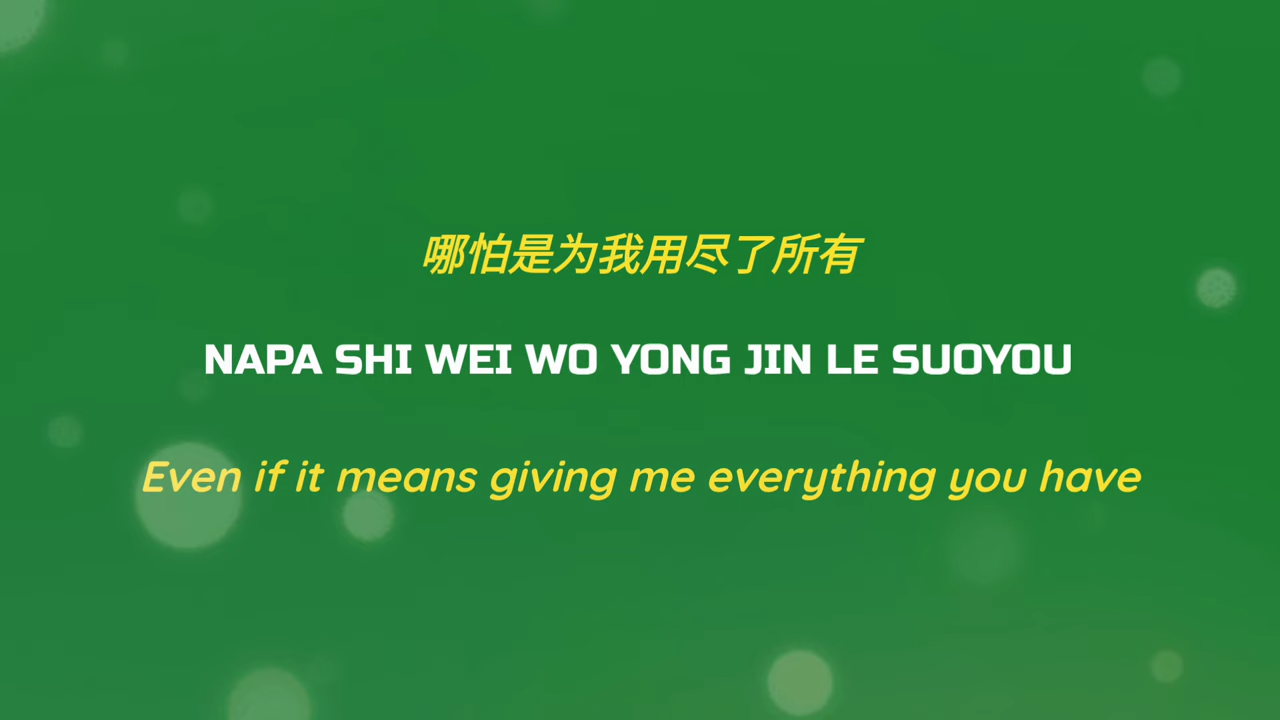 哪怕是为我用尽了所有
NAPA SHI WEI WO YONG JIN LE SUOYOU
Even if it means giving me everything you have